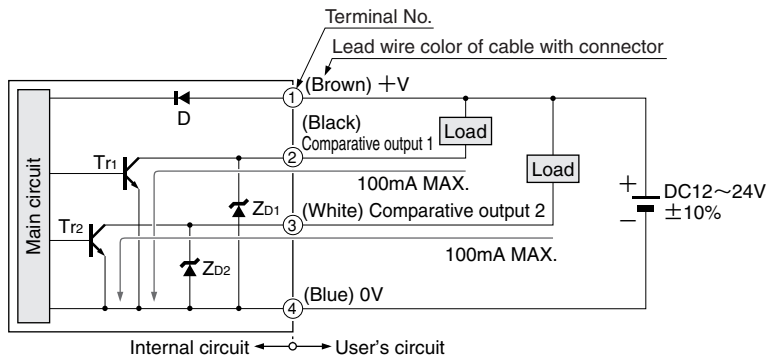 Terminal No.
Lead wire color of cable with connector
① (Brown) +V
D
(Black)
Comparative output 1
②
Load
Load
Main circuit
Tr1
100mA MAX.
ZD1
③ (White) Comparative output 2
+
−
DC12~24V
±10%
Tr2
100mA MAX.
ZD2
④ (Blue) 0V
Internal circuit
User's circuit